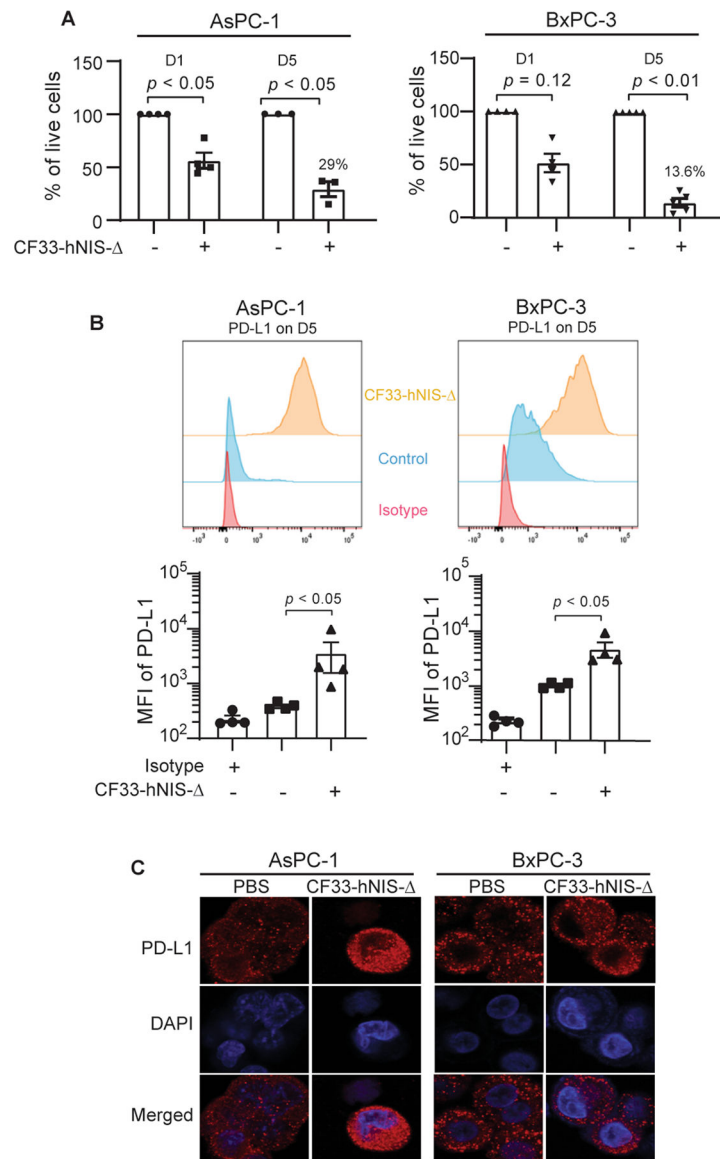 A
AsPC-1
BxPC-3
D1
D5
D1
D5
p < 0.05
p < 0.05
p = 0.12
p < 0.01
% of live cells
100
50
0
29%
% of live cells
100
50
0
13.6%
CF33-hNIS-Δ
- + - +
- + - +
B
AsPC-1
PD-L1 on D5
BxPC-3
PD-L1 on D5
CF33-hNIS-Δ
Control
Isotype
-10³ 0 10³ 10⁴ 10⁵
-10³ 0 10³ 10⁴ 10⁵
MFI of PD-L1
10⁵
10⁴
10³
10²
p < 0.05
MFI of PD-L1
10⁵
10⁴
10³
10²
p < 0.05
Isotype + +
CF33-hNIS-Δ - - + - - +
C
AsPC-1
BxPC-3
PBS CF33-hNIS-Δ PBS CF33-hNIS-Δ
PD-L1
DAPI
Merged